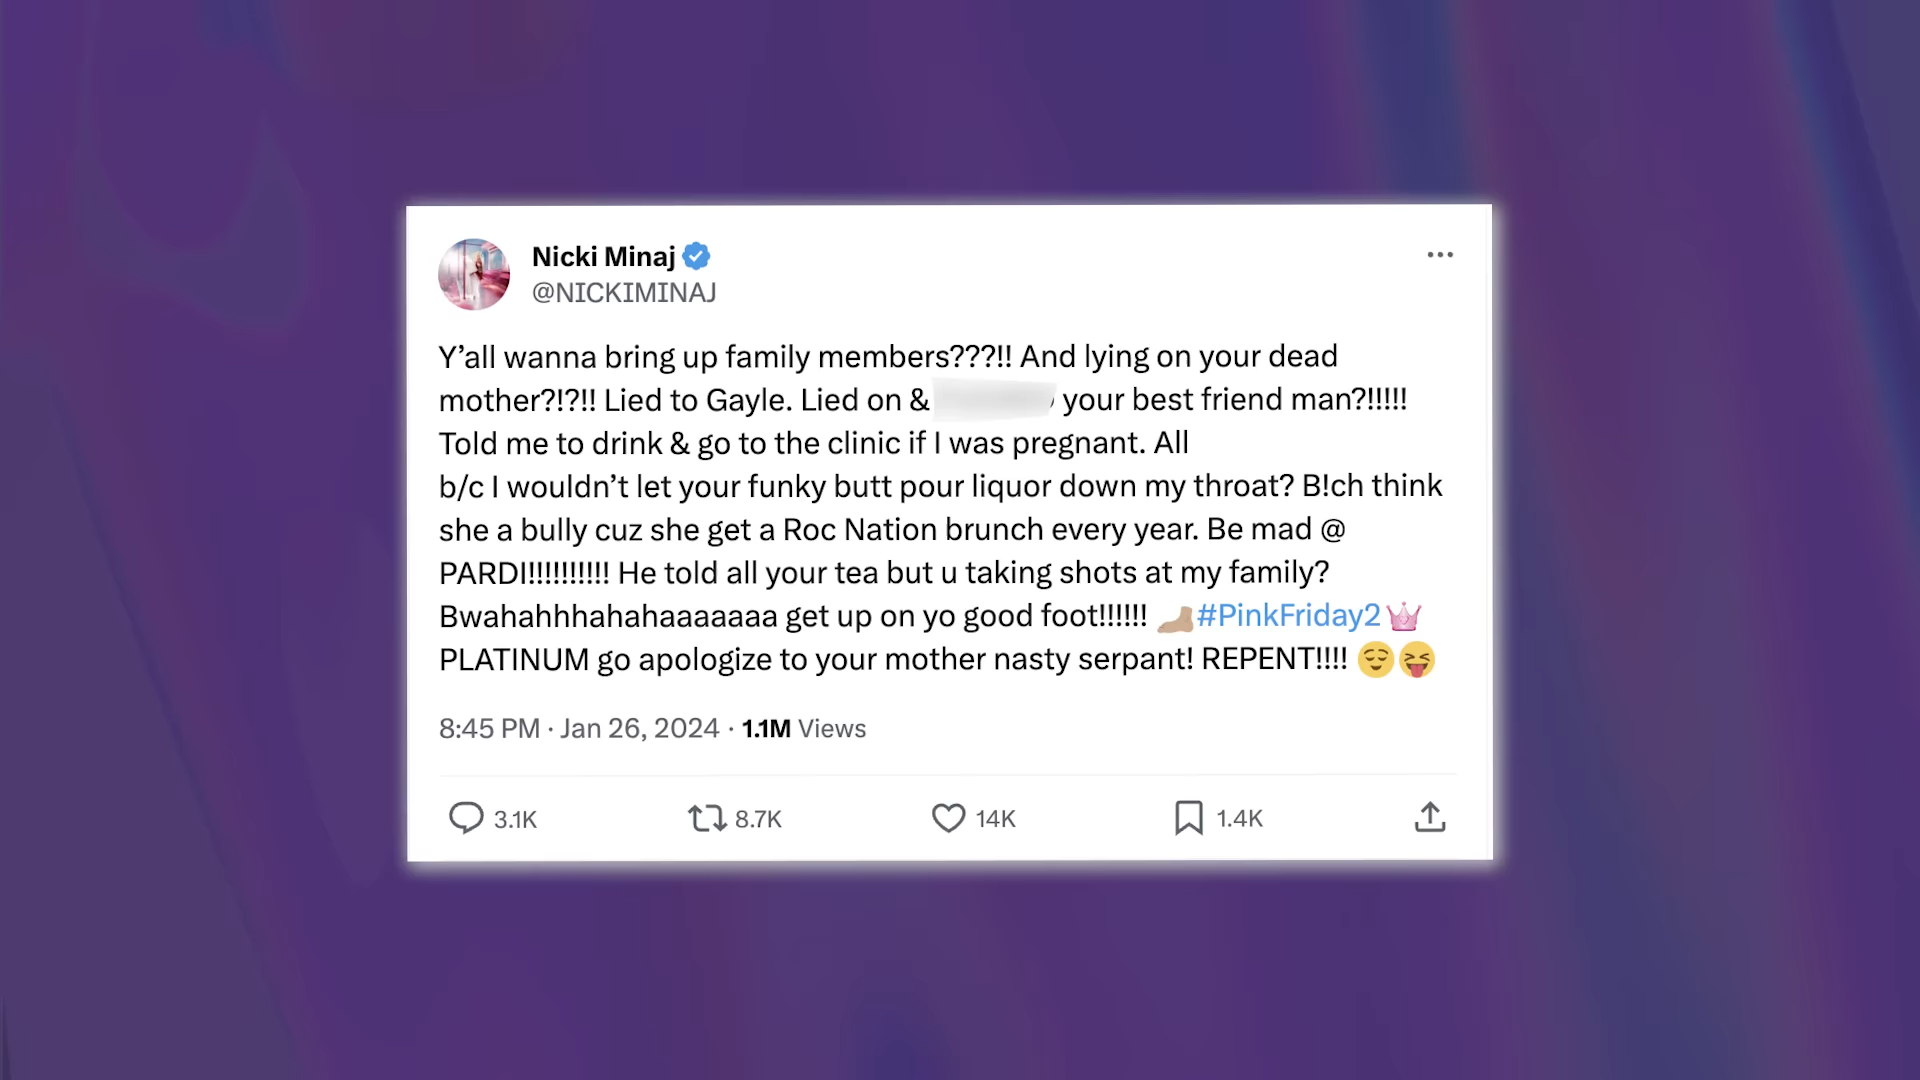 Nicki Minaj
@NICKIMINAJ
Y’all wanna bring up family members???!! And lying on your dead
mother?!?!! Lied to Gayle. Lied on & your best friend man?!!!!!
Told me to drink & go to the clinic if I was pregnant. All
b/c I wouldn’t let your funky butt pour liquor down my throat? B!ch think
she a bully cuz she get a Roc Nation brunch every year. Be mad @
PARDI!!!!!!!!!! He told all your tea but u taking shots at my family?
Bwahahhhahahaaaaaaa get up on yo good foot!!!!!! 🦶🏼#PinkFriday2👑
PLATINUM go apologize to your mother nasty serpant! REPENT!!!! 😌😝
8:45 PM · Jan 26, 2024 · 1.1M Views
3.1K 8.7K 14K 1.4K